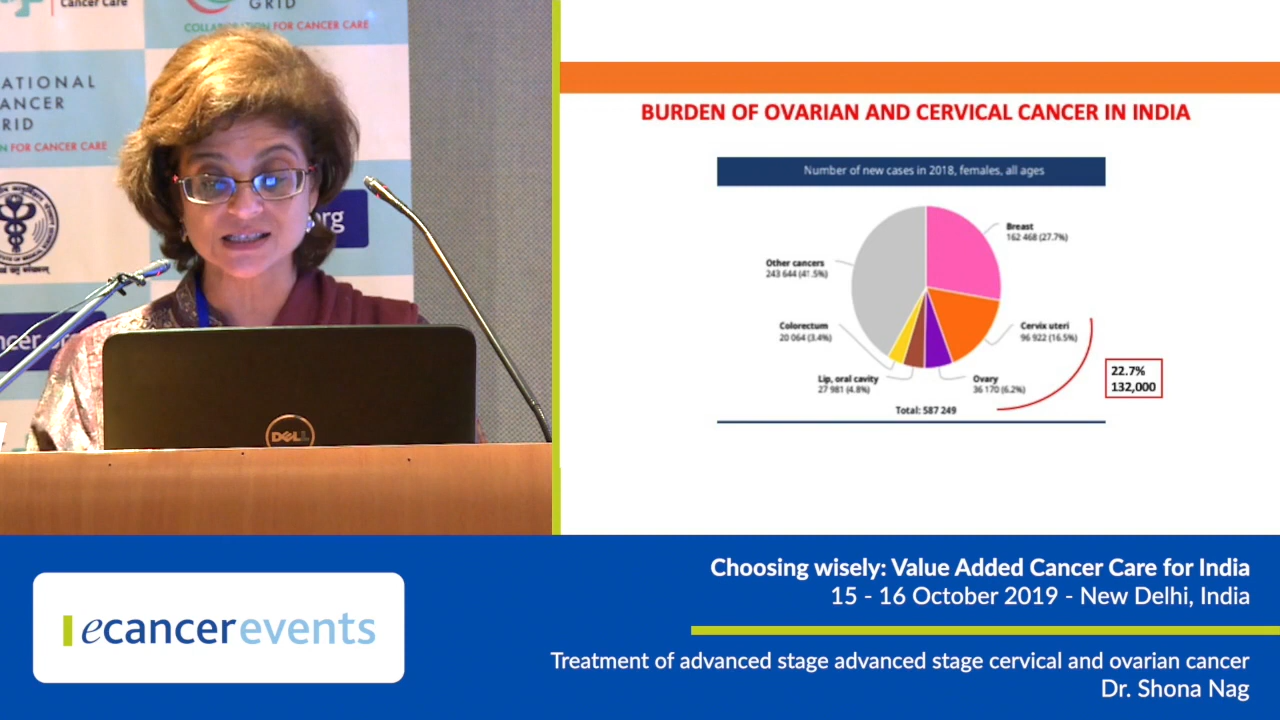 Cancer Care
GRID
COLLABORATION FOR CANCER CARE
ATIONAL
ANCER
RID
N FOR CANCER CARE
org
ncer.or
DELL
BURDEN OF OVARIAN AND CERVICAL CANCER IN INDIA
Number of new cases in 2018, females, all ages
Breast
162 468 (27.7%)
Other cancers
243 644 (41.5%)
Colorectum
20 064 (3.4%)
Cervix uteri
96 922 (16.5%)
Lip, oral cavity
27 981 (4.8%)
Ovary
36 170 (6.2%)
Total: 587 249
22.7%
132,000
ecancerevents
Choosing wisely: Value Added Cancer Care for India
15 - 16 October 2019 - New Delhi, India
Treatment of advanced stage advanced stage cervical and ovarian cancer
Dr. Shona Nag